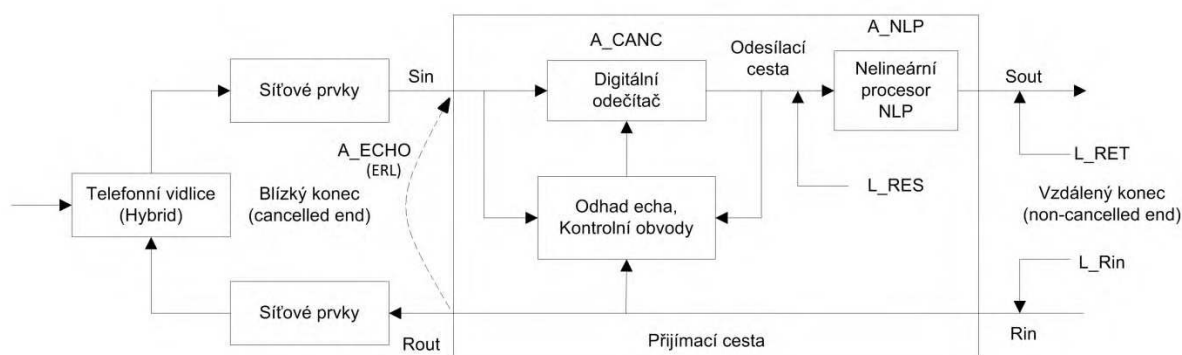 A_NLP
A_CANC
Odesílací
cesta
Síťové prvky
Sin
Digitální
odečítač
Nelineární
procesor
NLP
Sout
A_ECHO
(ERL)
L_RET
Telefonní vidlice
(Hybrid)
Blízký konec
(cancelled end)
L_RES
Odhad echa,
Kontrolní obvody
Vzdálený konec
(non-cancelled end)
L_Rin
Síťové prvky
Rout
Přijímací cesta
Rin